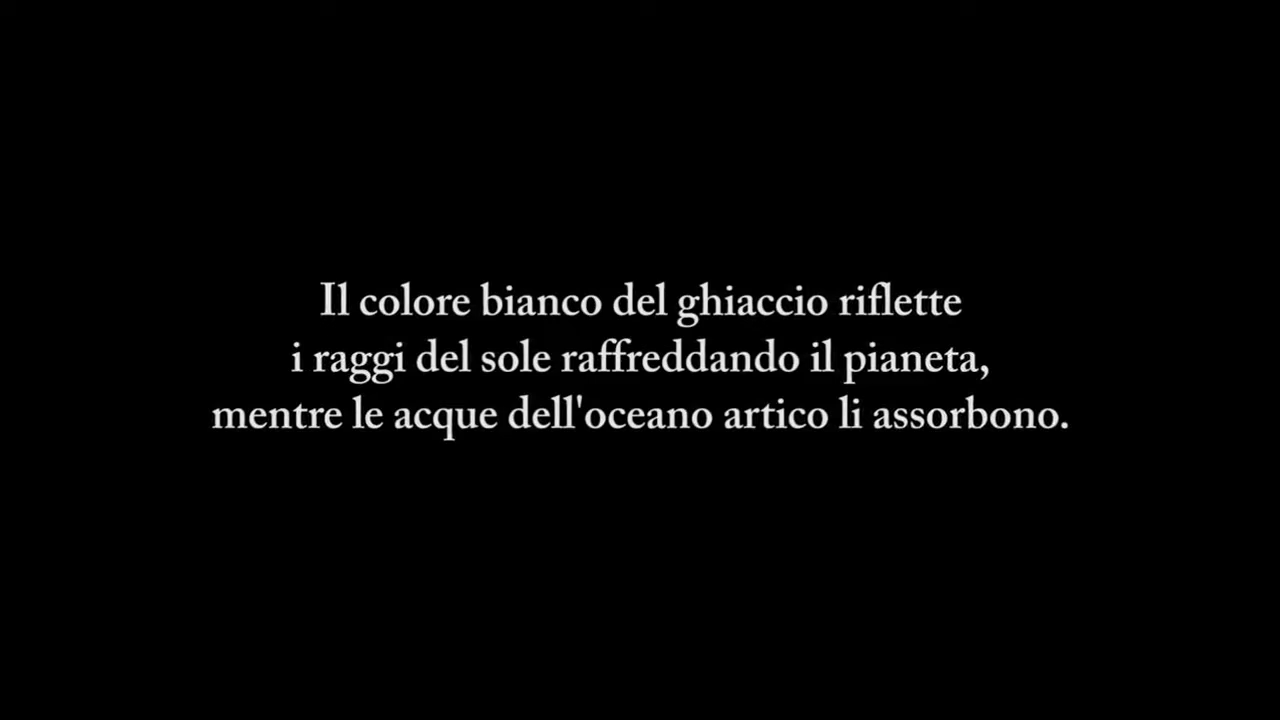 Il colore bianco del ghiaccio riflette
i raggi del sole raffreddando il pianeta,
mentre le acque dell'oceano artico li assorbono.